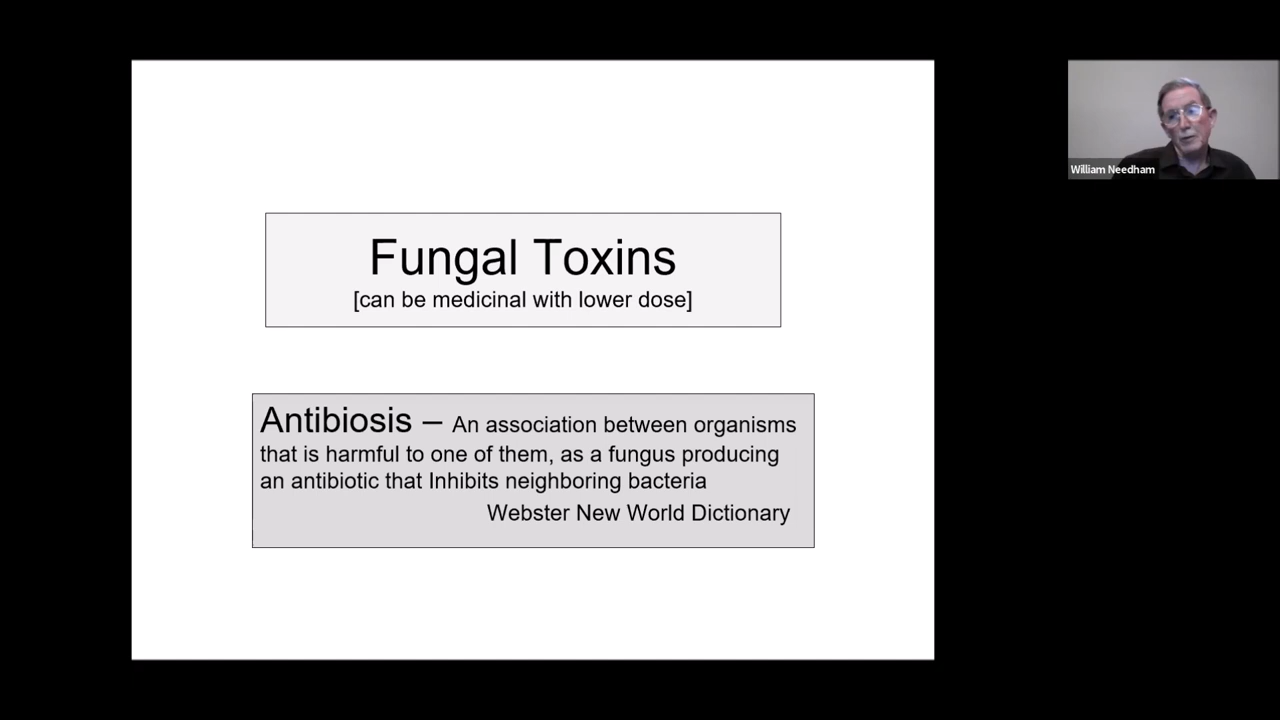 Fungal Toxins
[can be medicinal with lower dose]
Antibiosis – An association between organisms
that is harmful to one of them, as a fungus producing
an antibiotic that Inhibits neighboring bacteria
Webster New World Dictionary
William Needham